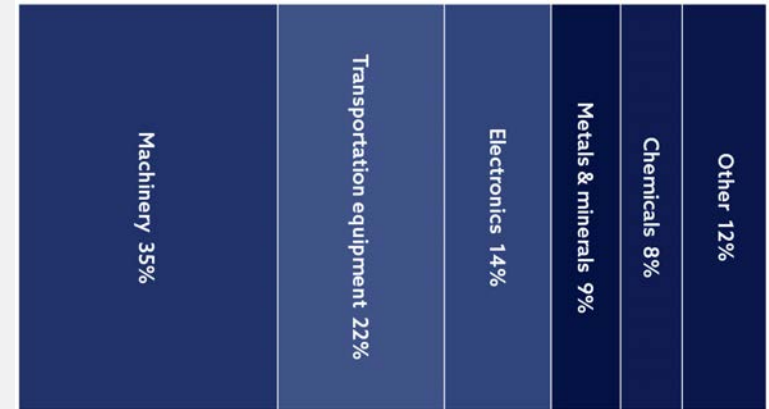 Machinery 35%
Transportation equipment 22%
Electronics 14%
Metals & minerals 9%
Chemicals 8%
Other 12%